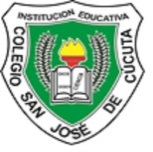 INSTITUCION EDUCATIVA
COLEGIO SAN JOSE DE CUCUTA